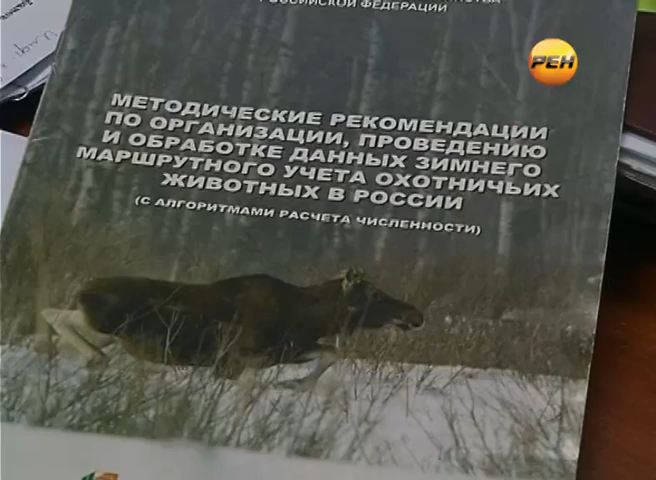 РОССИЙСКОЙ ФЕДЕРАЦИИ
РЕН
МЕТОДИЧЕСКИЕ РЕКОМЕНДАЦИИ
ПО ОРГАНИЗАЦИИ, ПРОВЕДЕНИЮ
И ОБРАБОТКЕ ДАННЫХ ЗИМНЕГО
МАРШРУТНОГО УЧЕТА ОХОТНИЧЬИХ
ЖИВОТНЫХ В РОССИИ
(С АЛГОРИТМАМИ РАСЧЕТА ЧИСЛЕННОСТИ)